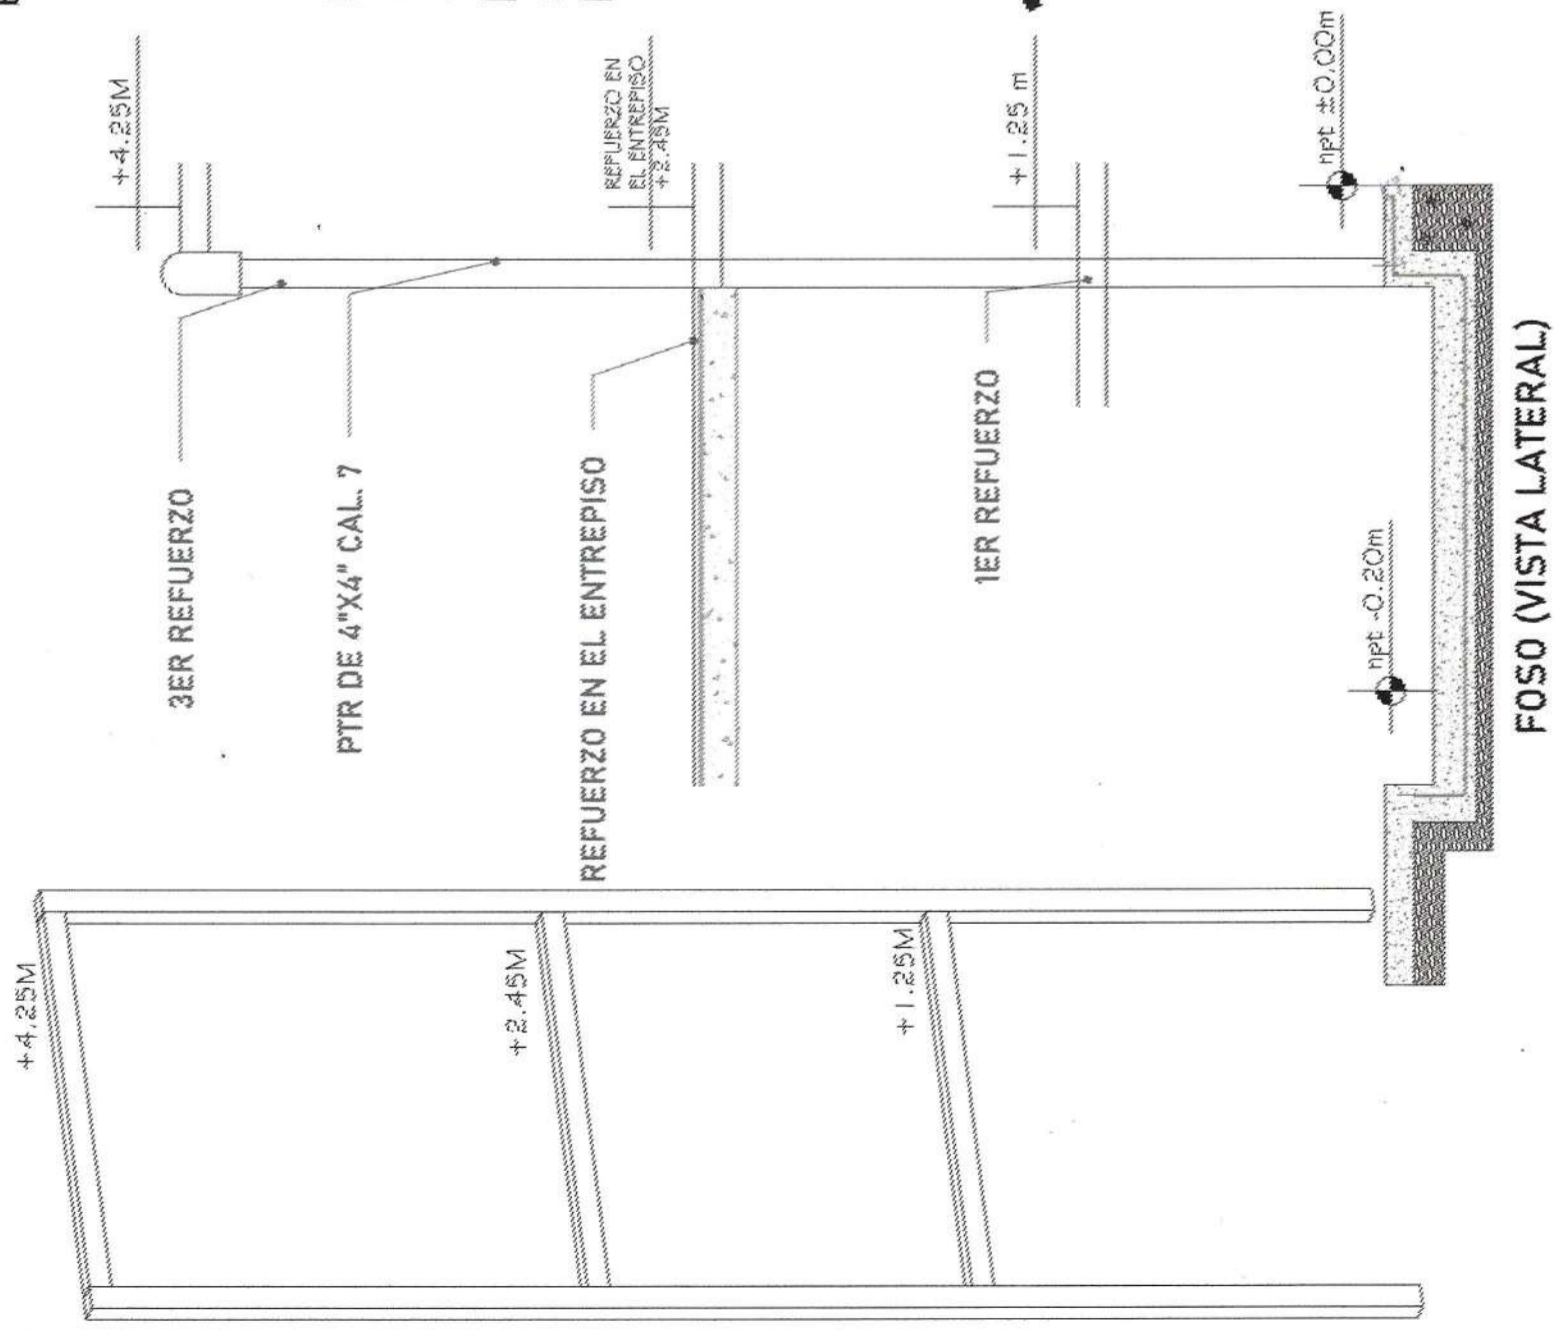 +4.25M
+4.25M
3ER REFUERZO
PTR DE 4"X4" CAL. 7
REFUERZO EN
EL ENTREPISO
+2.45M
REFUERZO EN EL ENTREPISO
+2.45M
+1.25 m
1ER REFUERZO
+1.25M
npt ±0.00m
npt -0.20m
FOSO (VISTA LATERAL)